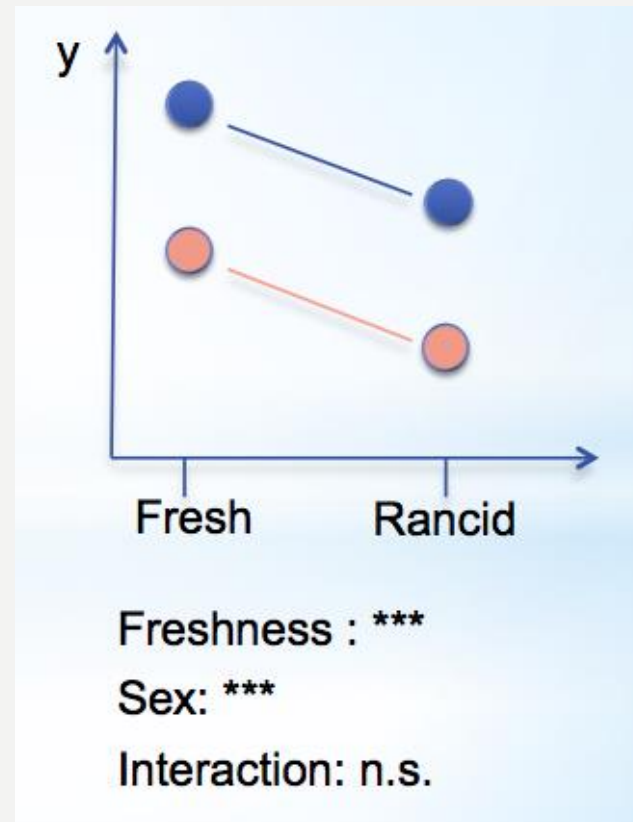 y
Fresh Rancid
Freshness : ***
Sex: ***
Interaction: n.s.